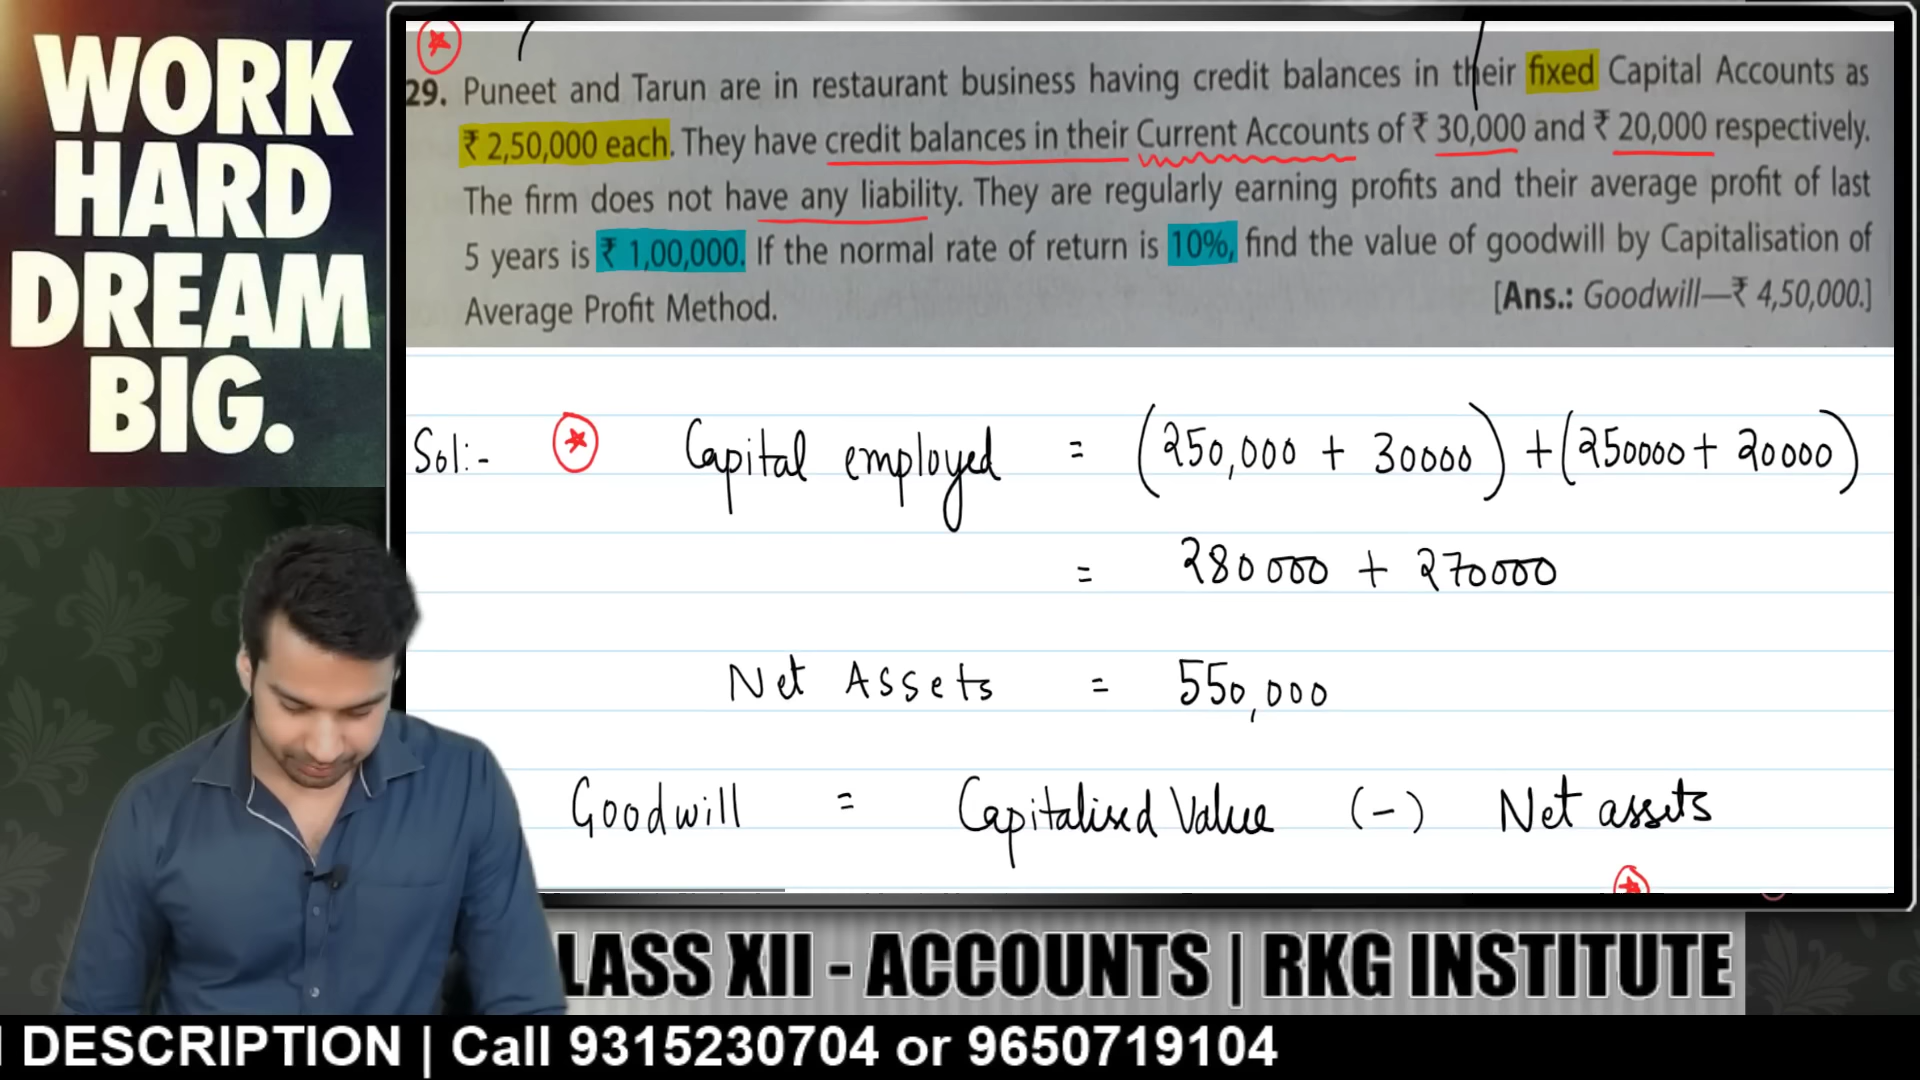 WORK
HARD
DREAM
BIG.
29. Puneet and Tarun are in restaurant business having credit balances in their fixed Capital Accounts as
₹ 2,50,000 each. They have credit balances in their Current Accounts of ₹ 30,000 and ₹ 20,000 respectively.
The firm does not have any liability. They are regularly earning profits and their average profit of last
5 years is ₹ 1,00,000. If the normal rate of return is 10%, find the value of goodwill by Capitalisation of
Average Profit Method. [Ans.: Goodwill—₹ 4,50,000.]
Sol:- Capital employed = (250,000 + 30000) + (250000 + 20000)
= 280000 + 270000
Net Assets = 550,000
Goodwill = Capitalised Value (-) Net assets
LASS XII - ACCOUNTS | RKG INSTITUTE
DESCRIPTION | Call 9315230704 or 9650719104